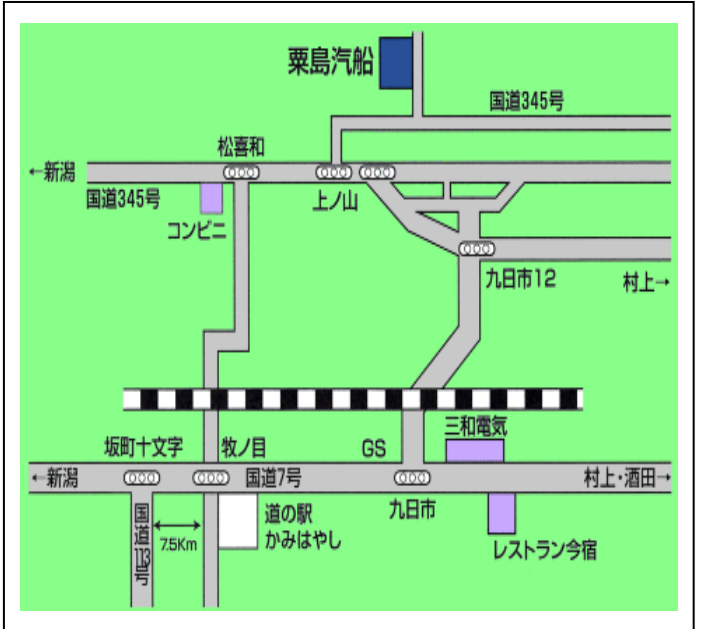 粟島汽船
国道345号
松喜和
←新潟
国道345号
上ノ山
コンビニ
九日市12
村上→
三和電気
坂町十文字
牧ノ目
GS
←新潟
国道7号
村上・酒田→
九日市
国道113号
7.5Km
道の駅
かみはやし
レストラン今宿